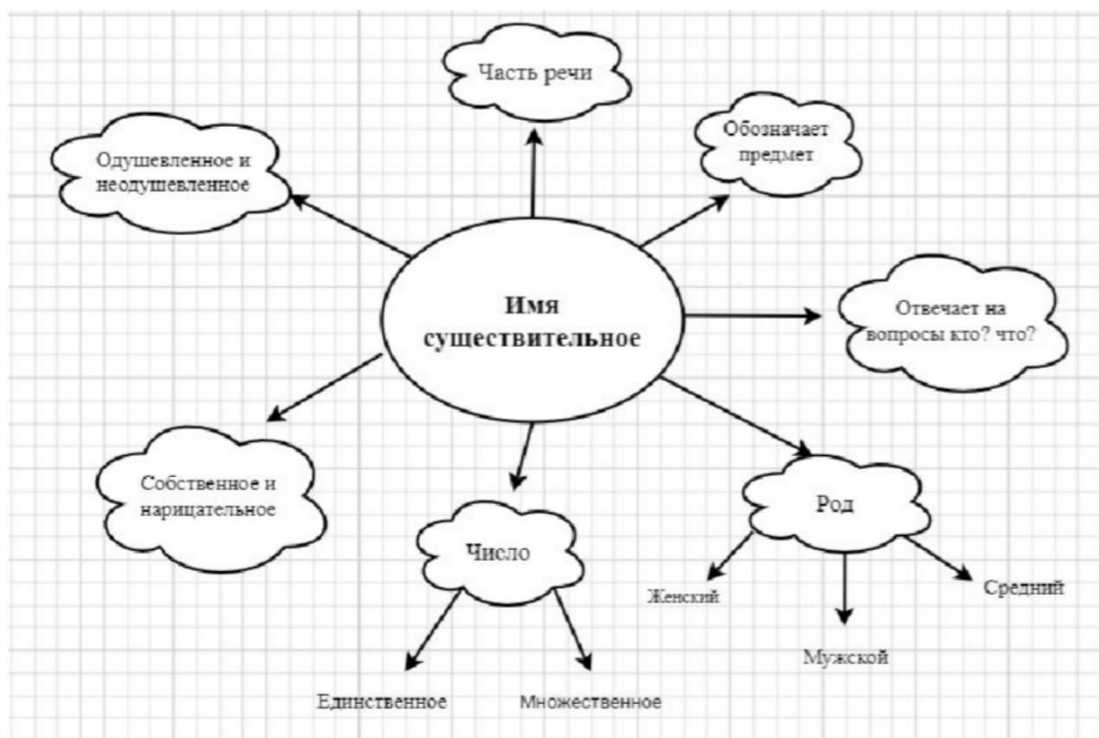 Часть речи
Обозначает
предмет
Одушевленное и
неодушевленное
Имя
существительное
Отвечает на
вопросы кто? что?
Собственное и
нарицательное
Число
Род
Женский
Средний
Мужской
Единственное
Множественное